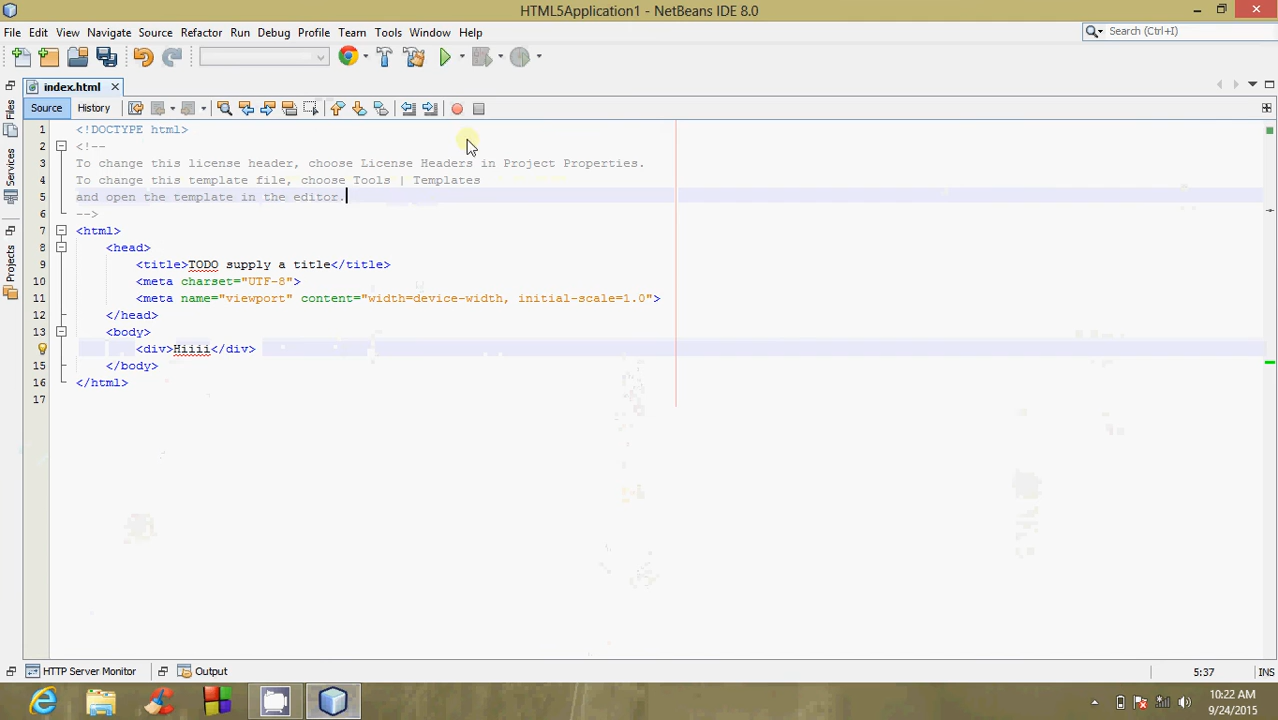 HTML5Application1 - NetBeans IDE 8.0
File Edit View Navigate Source Refactor Run Debug Profile Team Tools Window Help
Search (Ctrl+I)
index.html
Source History
Files
Services
Projects
1 <!DOCTYPE html>
2 <!--
3 To change this license header, choose License Headers in Project Properties.
4 To change this template file, choose Tools | Templates
5 and open the template in the editor.
6 -->
7 <html>
8 <head>
9 <title>TODO supply a title</title>
10 <meta charset="UTF-8">
11 <meta name="viewport" content="width=device-width, initial-scale=1.0">
12 </head>
13 <body>
<div>Hiiii</div>
15 </body>
16 </html>
17
HTTP Server Monitor Output
5:37 INS
10:22 AM
9/24/2015